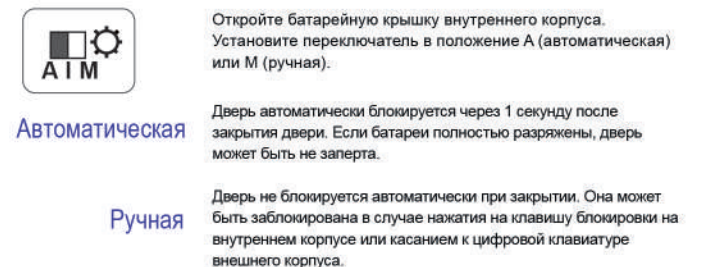 A I M
Откройте батарейную крышку внутреннего корпуса.
Установите переключатель в положение А (автоматическая)
или М (ручная).
Автоматическая
Дверь автоматически блокируется через 1 секунду после
закрытия двери. Если батареи полностью разряжены, дверь
может быть не заперта.
Ручная
Дверь не блокируется автоматически при закрытии. Она может
быть заблокирована в случае нажатия на клавишу блокировки на
внутреннем корпусе или касанием к цифровой клавиатуре
внешнего корпуса.